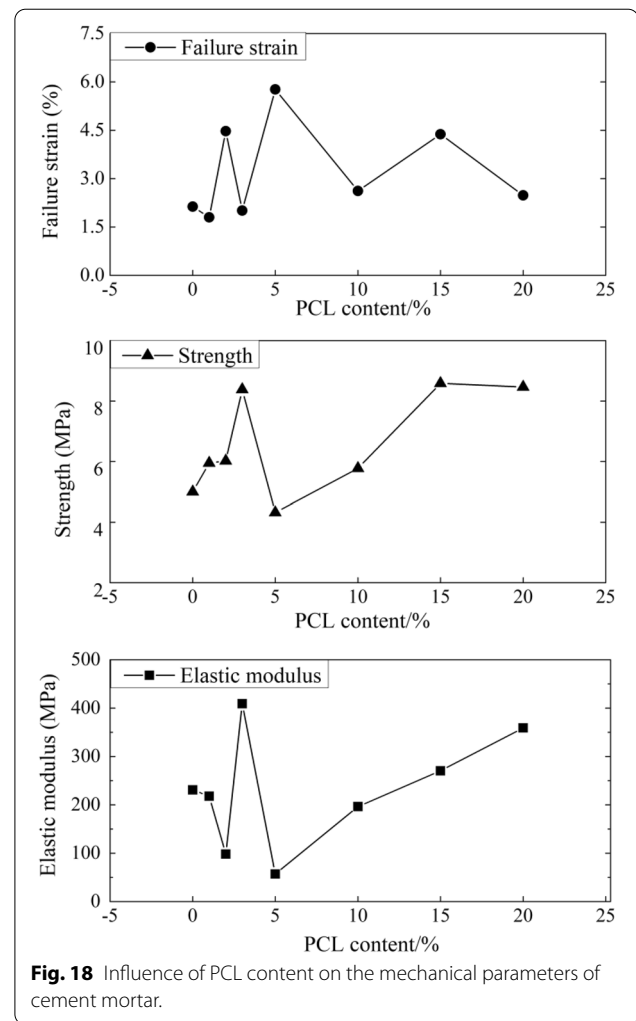 7.5
Failure strain
6.0
4.5
3.0
1.5
0.0
Failure strain (%)
-5 0 5 10 15 20 25
PCL content/%
10
Strength
8
6
4
2
Strength (MPa)
-5 0 5 10 15 20 25
PCL content/%
500
Elastic modulus
400
300
200
100
0
Elastic modulus (MPa)
-5 0 5 10 15 20 25
PCL content/%
Fig. 18 Influence of PCL content on the mechanical parameters of
cement mortar.